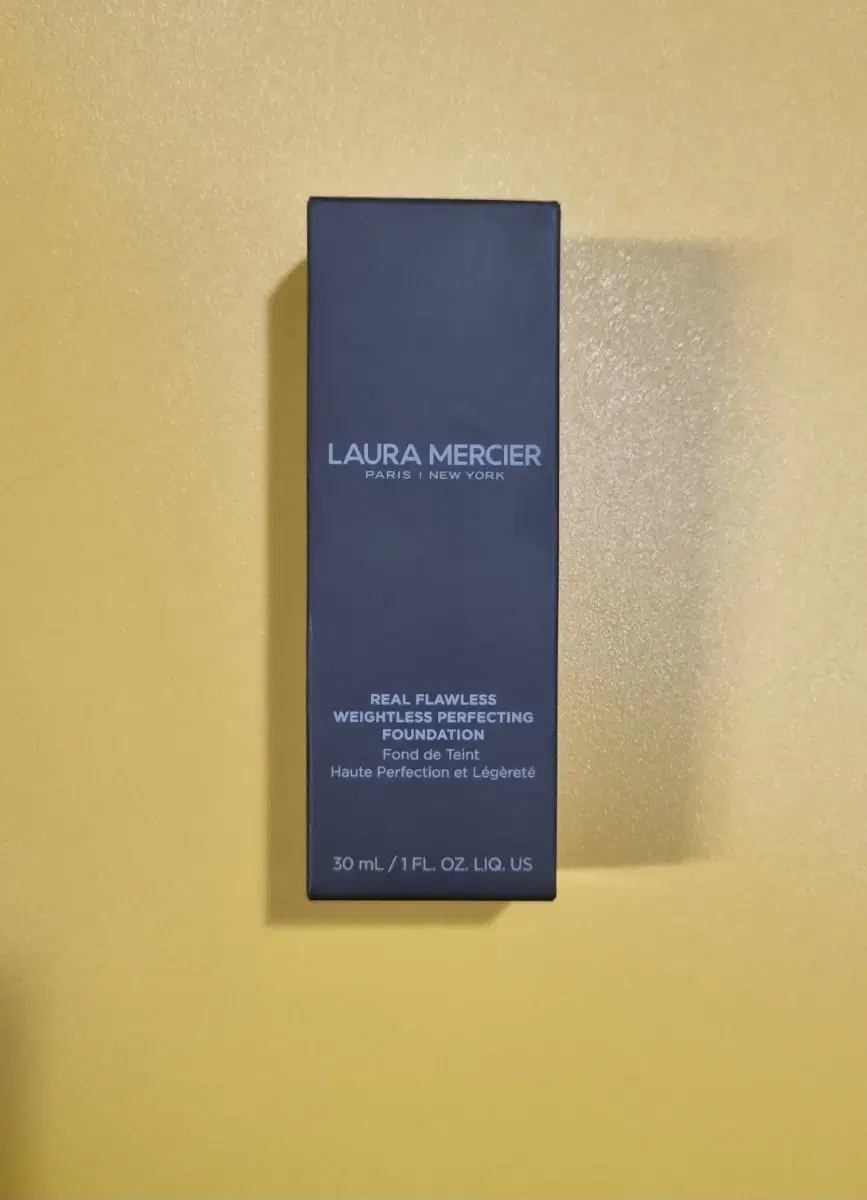 LAURA MERCIER
PARIS | NEW YORK
REAL FLAWLESS
WEIGHTLESS PERFECTING
FOUNDATION
Fond de Teint
Haute Perfection et Légèreté
30 mL / 1 FL. OZ. LIQ. US